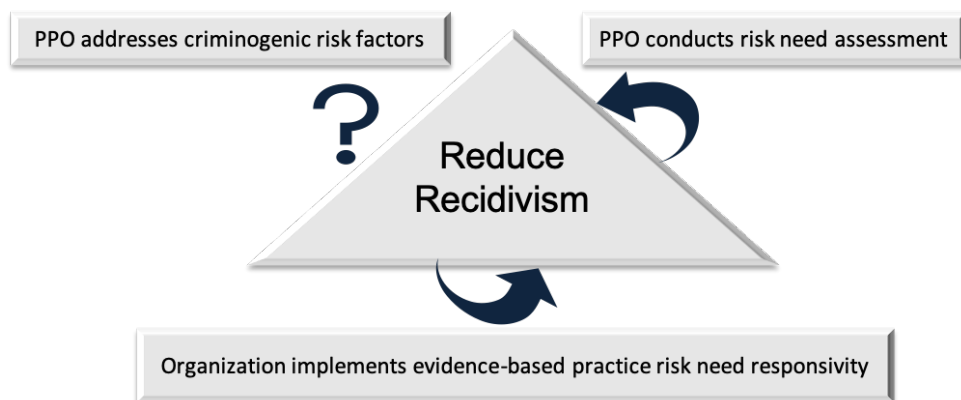 PPO addresses criminogenic risk factors
PPO conducts risk need assessment
?
Reduce
Recidivism
Organization implements evidence-based practice risk need responsivity